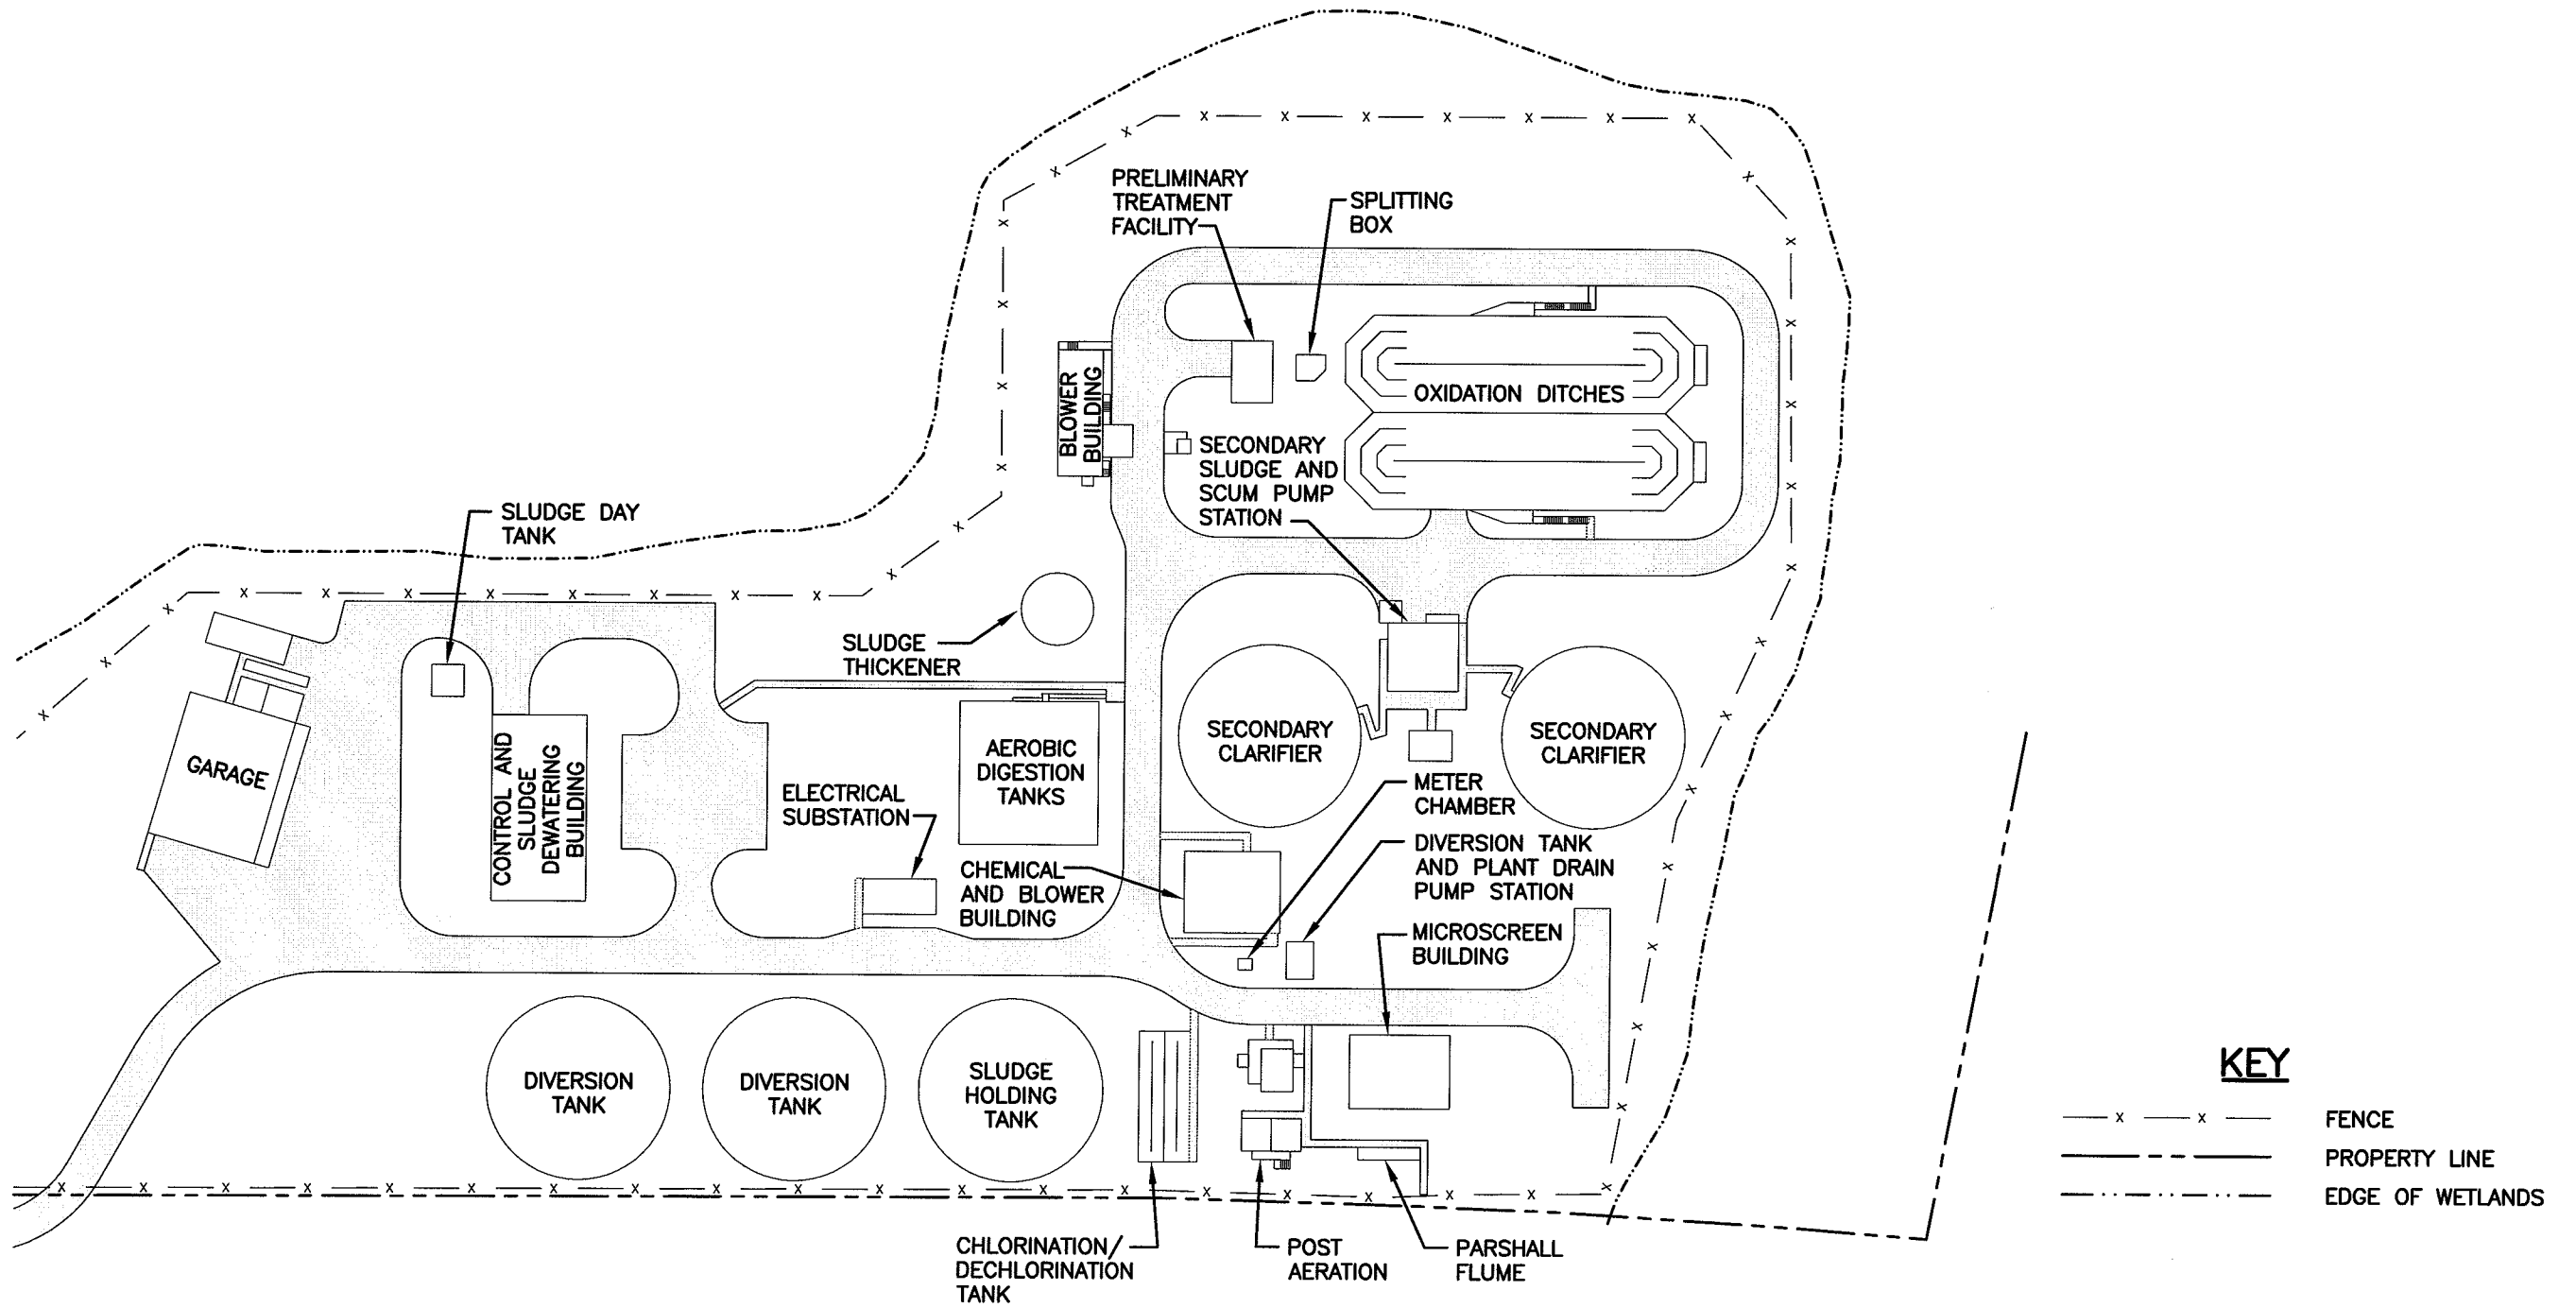 PRELIMINARY
TREATMENT
FACILITY
SPLITTING
BOX
BLOWER
BUILDING
OXIDATION DITCHES
SECONDARY
SLUDGE AND
SCUM PUMP
STATION
SLUDGE DAY
TANK
SLUDGE
THICKENER
GARAGE
CONTROL AND
SLUDGE
DEWATERING
BUILDING
AEROBIC
DIGESTION
TANKS
SECONDARY
CLARIFIER
SECONDARY
CLARIFIER
ELECTRICAL
SUBSTATION
METER
CHAMBER
CHEMICAL
AND BLOWER
BUILDING
DIVERSION TANK
AND PLANT DRAIN
PUMP STATION
MICROSCREEN
BUILDING
DIVERSION
TANK
DIVERSION
TANK
SLUDGE
HOLDING
TANK
CHLORINATION/
DECHLORINATION
TANK
POST
AERATION
PARSHALL
FLUME
KEY
FENCE
PROPERTY LINE
EDGE OF WETLANDS